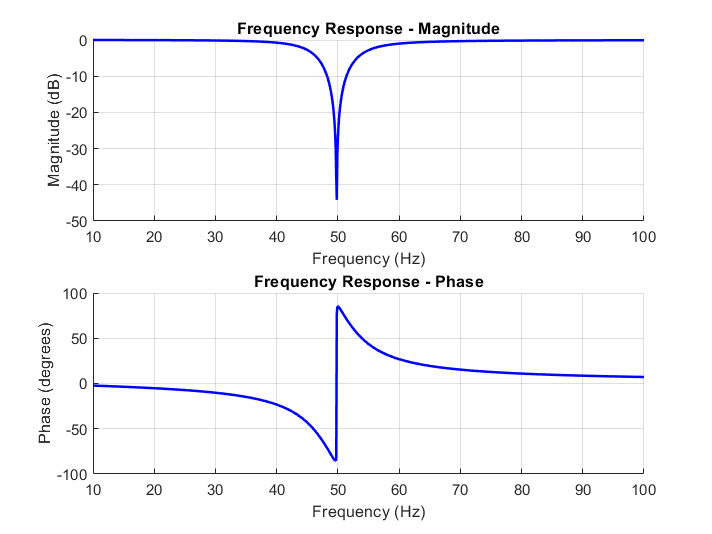 Frequency Response - Magnitude
0
-10
-20
-30
-40
-50
Magnitude (dB)
10 20 30 40 50 60 70 80 90 100
Frequency (Hz)
Frequency Response - Phase
100
50
0
-50
-100
Phase (degrees)
10 20 30 40 50 60 70 80 90 100
Frequency (Hz)